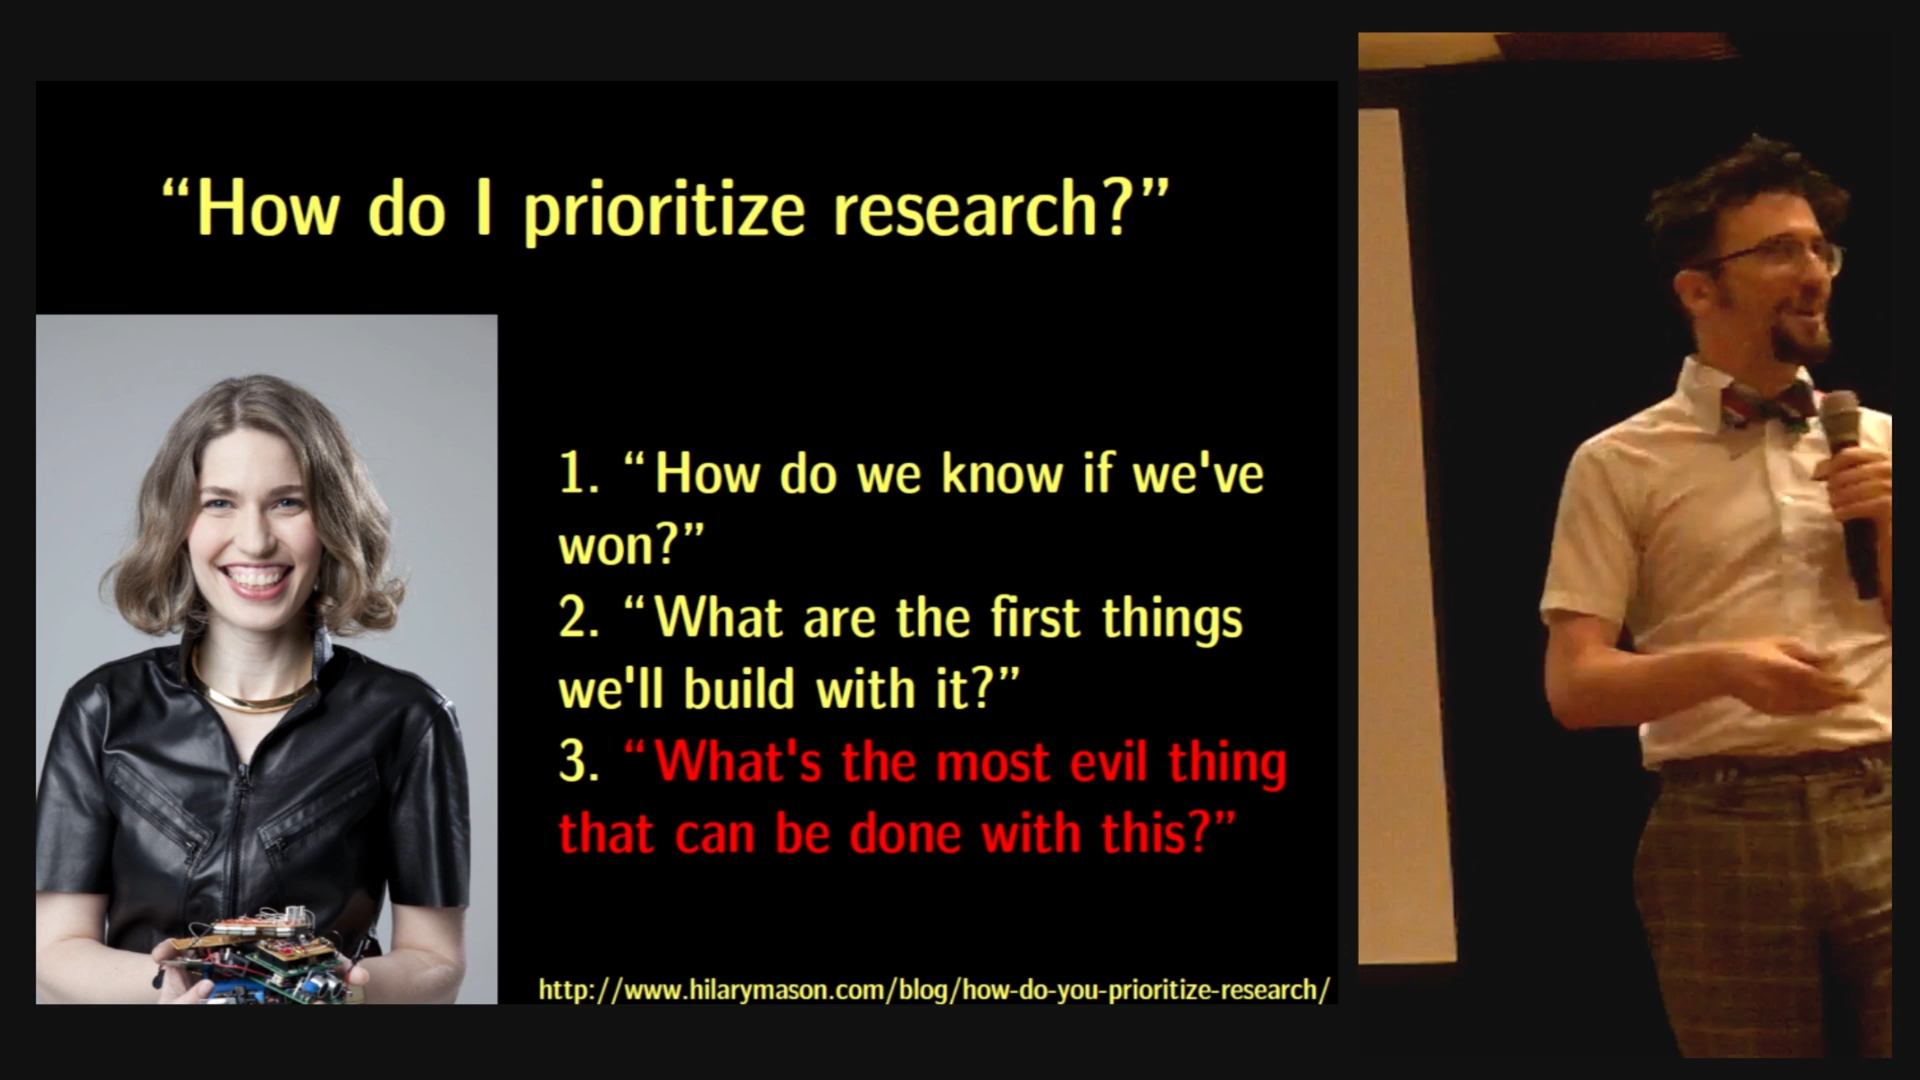 “How do I prioritize research?”
1. “How do we know if we've
won?”
2. “What are the first things
we'll build with it?”
3. “What's the most evil thing
that can be done with this?”
http://www.hilarymason.com/blog/how-do-you-prioritize-research/